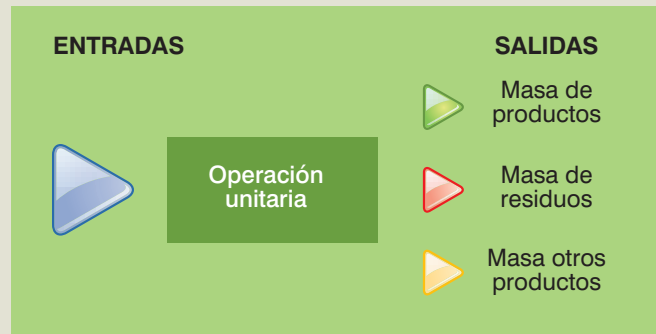 ENTRADAS
SALIDAS
Masa de
productos
Operación
unitaria
Masa de
residuos
Masa otros
productos